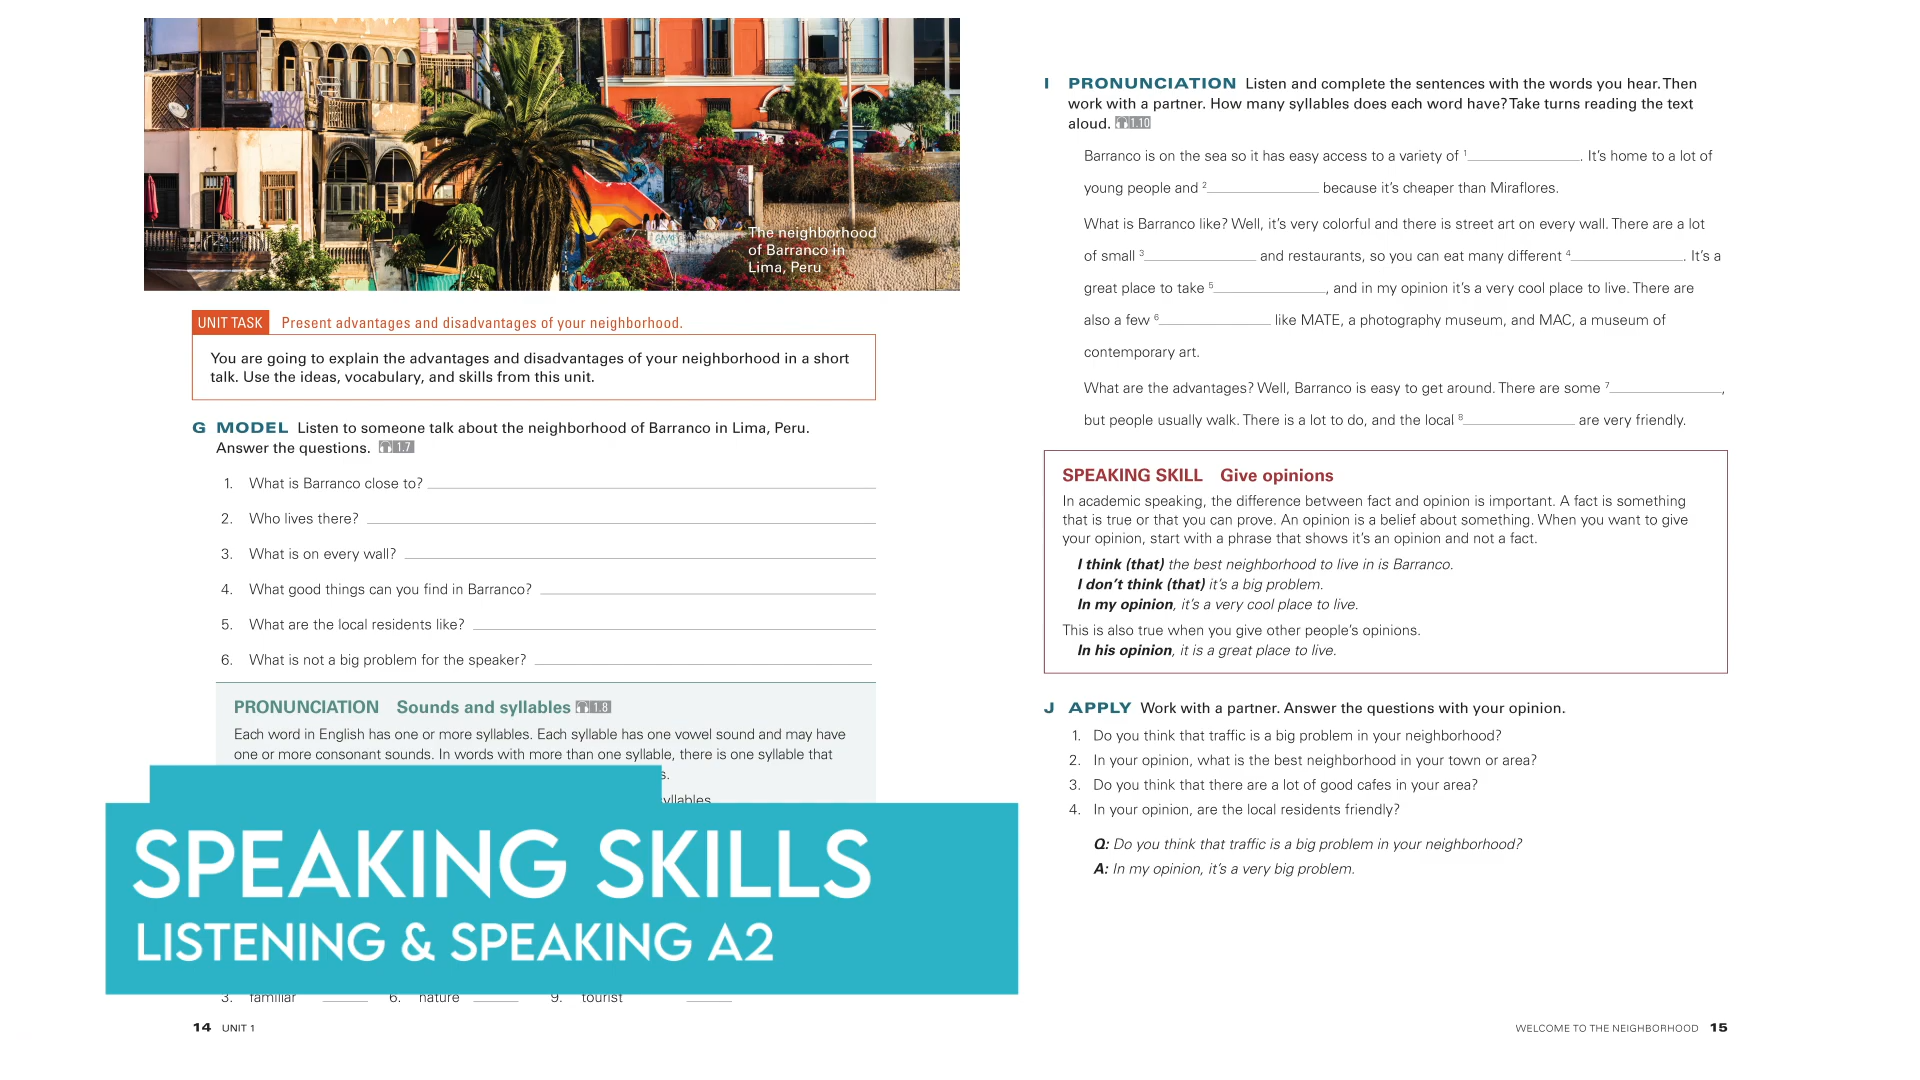 The neighborhood
of Barranco in
Lima, Peru
UNIT TASK Present advantages and disadvantages of your neighborhood.
You are going to explain the advantages and disadvantages of your neighborhood in a short
talk. Use the ideas, vocabulary, and skills from this unit.
G MODEL Listen to someone talk about the neighborhood of Barranco in Lima, Peru.
Answer the questions. 1.7
1. What is Barranco close to?
2. Who lives there?
3. What is on every wall?
4. What good things can you find in Barranco?
5. What are the local residents like?
6. What is not a big problem for the speaker?
PRONUNCIATION Sounds and syllables 1.8
Each word in English has one or more syllables. Each syllable has one vowel sound and may have
one or more consonant sounds. In words with more than one syllable, there is one syllable that
s.
syllables
SPEAKING SKILLS
LISTENING & SPEAKING A2
3. familiar 6. nature 9. tourist
14 UNIT 1
I PRONUNCIATION Listen and complete the sentences with the words you hear. Then
work with a partner. How many syllables does each word have? Take turns reading the text
aloud. 1.10
Barranco is on the sea so it has easy access to a variety of 1 . It's home to a lot of
young people and 2 because it's cheaper than Miraflores.
What is Barranco like? Well, it's very colorful and there is street art on every wall. There are a lot
of small 3 and restaurants, so you can eat many different 4 . It's a
great place to take 5 , and in my opinion it's a very cool place to live. There are
also a few 6 like MATE, a photography museum, and MAC, a museum of
contemporary art.
What are the advantages? Well, Barranco is easy to get around. There are some 7 ,
but people usually walk. There is a lot to do, and the local 8 are very friendly.
SPEAKING SKILL Give opinions
In academic speaking, the difference between fact and opinion is important. A fact is something
that is true or that you can prove. An opinion is a belief about something. When you want to give
your opinion, start with a phrase that shows it's an opinion and not a fact.
I think (that) the best neighborhood to live in is Barranco.
I don't think (that) it's a big problem.
In my opinion, it's a very cool place to live.
This is also true when you give other people's opinions.
In his opinion, it is a great place to live.
J APPLY Work with a partner. Answer the questions with your opinion.
1. Do you think that traffic is a big problem in your neighborhood?
2. In your opinion, what is the best neighborhood in your town or area?
3. Do you think that there are a lot of good cafes in your area?
4. In your opinion, are the local residents friendly?
Q: Do you think that traffic is a big problem in your neighborhood?
A: In my opinion, it's a very big problem.
WELCOME TO THE NEIGHBORHOOD 15